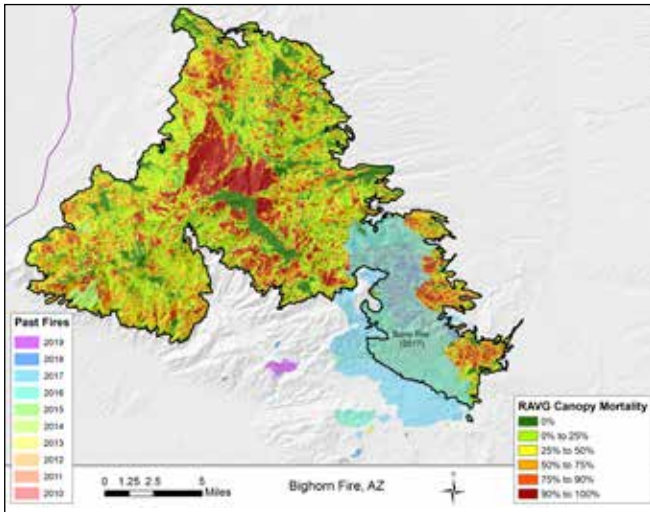 (2017)
Past Fires
2019
2018
2017
2016
2015
2014
2013
2012
2011
2010
0 1.25 2.5 5
Miles
Bighorn Fire, AZ
RAVG Canopy Mortality
0%
0% to 25%
25% to 50%
50% to 75%
75% to 90%
90% to 100%